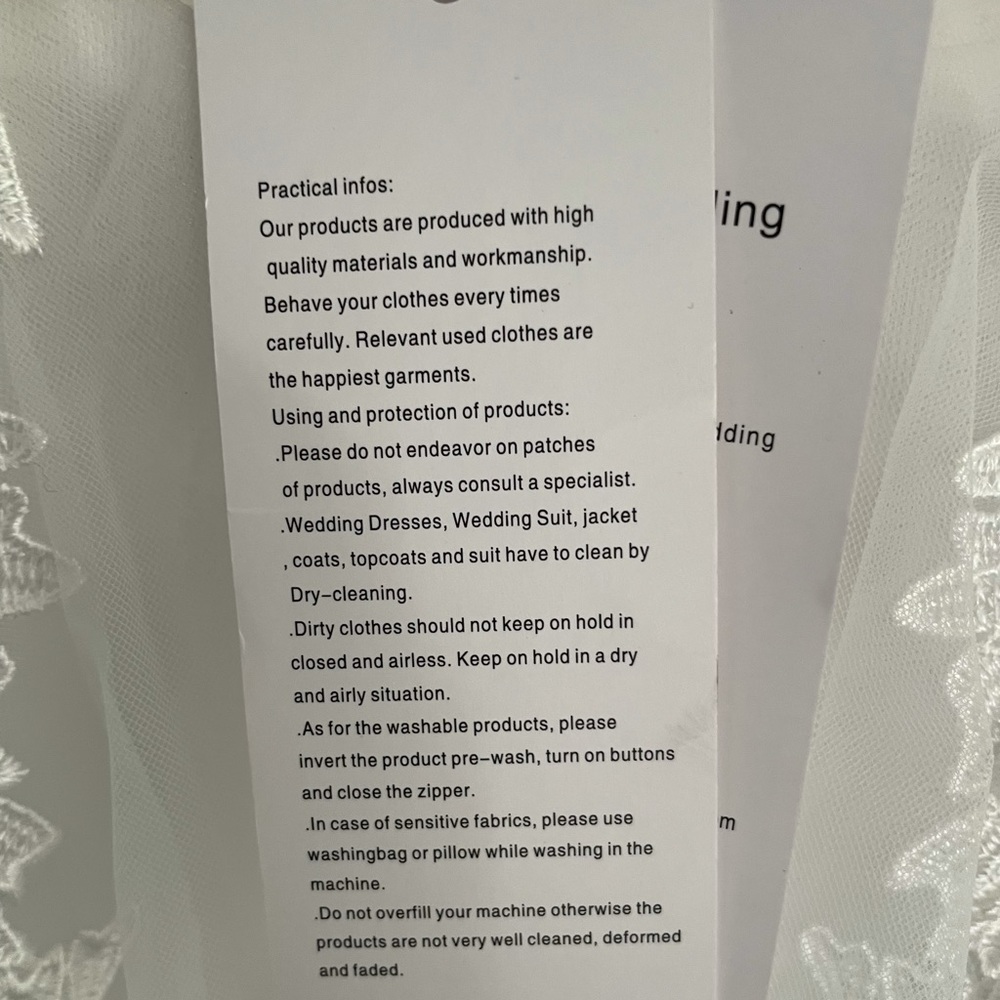 Practical infos:
Our products are produced with high
quality materials and workmanship.
Behave your clothes every times
carefully. Relevant used clothes are
the happiest garments.
Using and protection of products:
.Please do not endeavor on patches
of products, always consult a specialist.
.Wedding Dresses, Wedding Suit, jacket
, coats, topcoats and suit have to clean by
Dry-cleaning.
.Dirty clothes should not keep on hold in
closed and airless. Keep on hold in a dry
and airly situation.
.As for the washable products, please
invert the product pre-wash, turn on buttons
and close the zipper.
.In case of sensitive fabrics, please use
washingbag or pillow while washing in the
machine.
.Do not overfill your machine otherwise the
products are not very well cleaned, deformed
and faded.
ing
dding
m